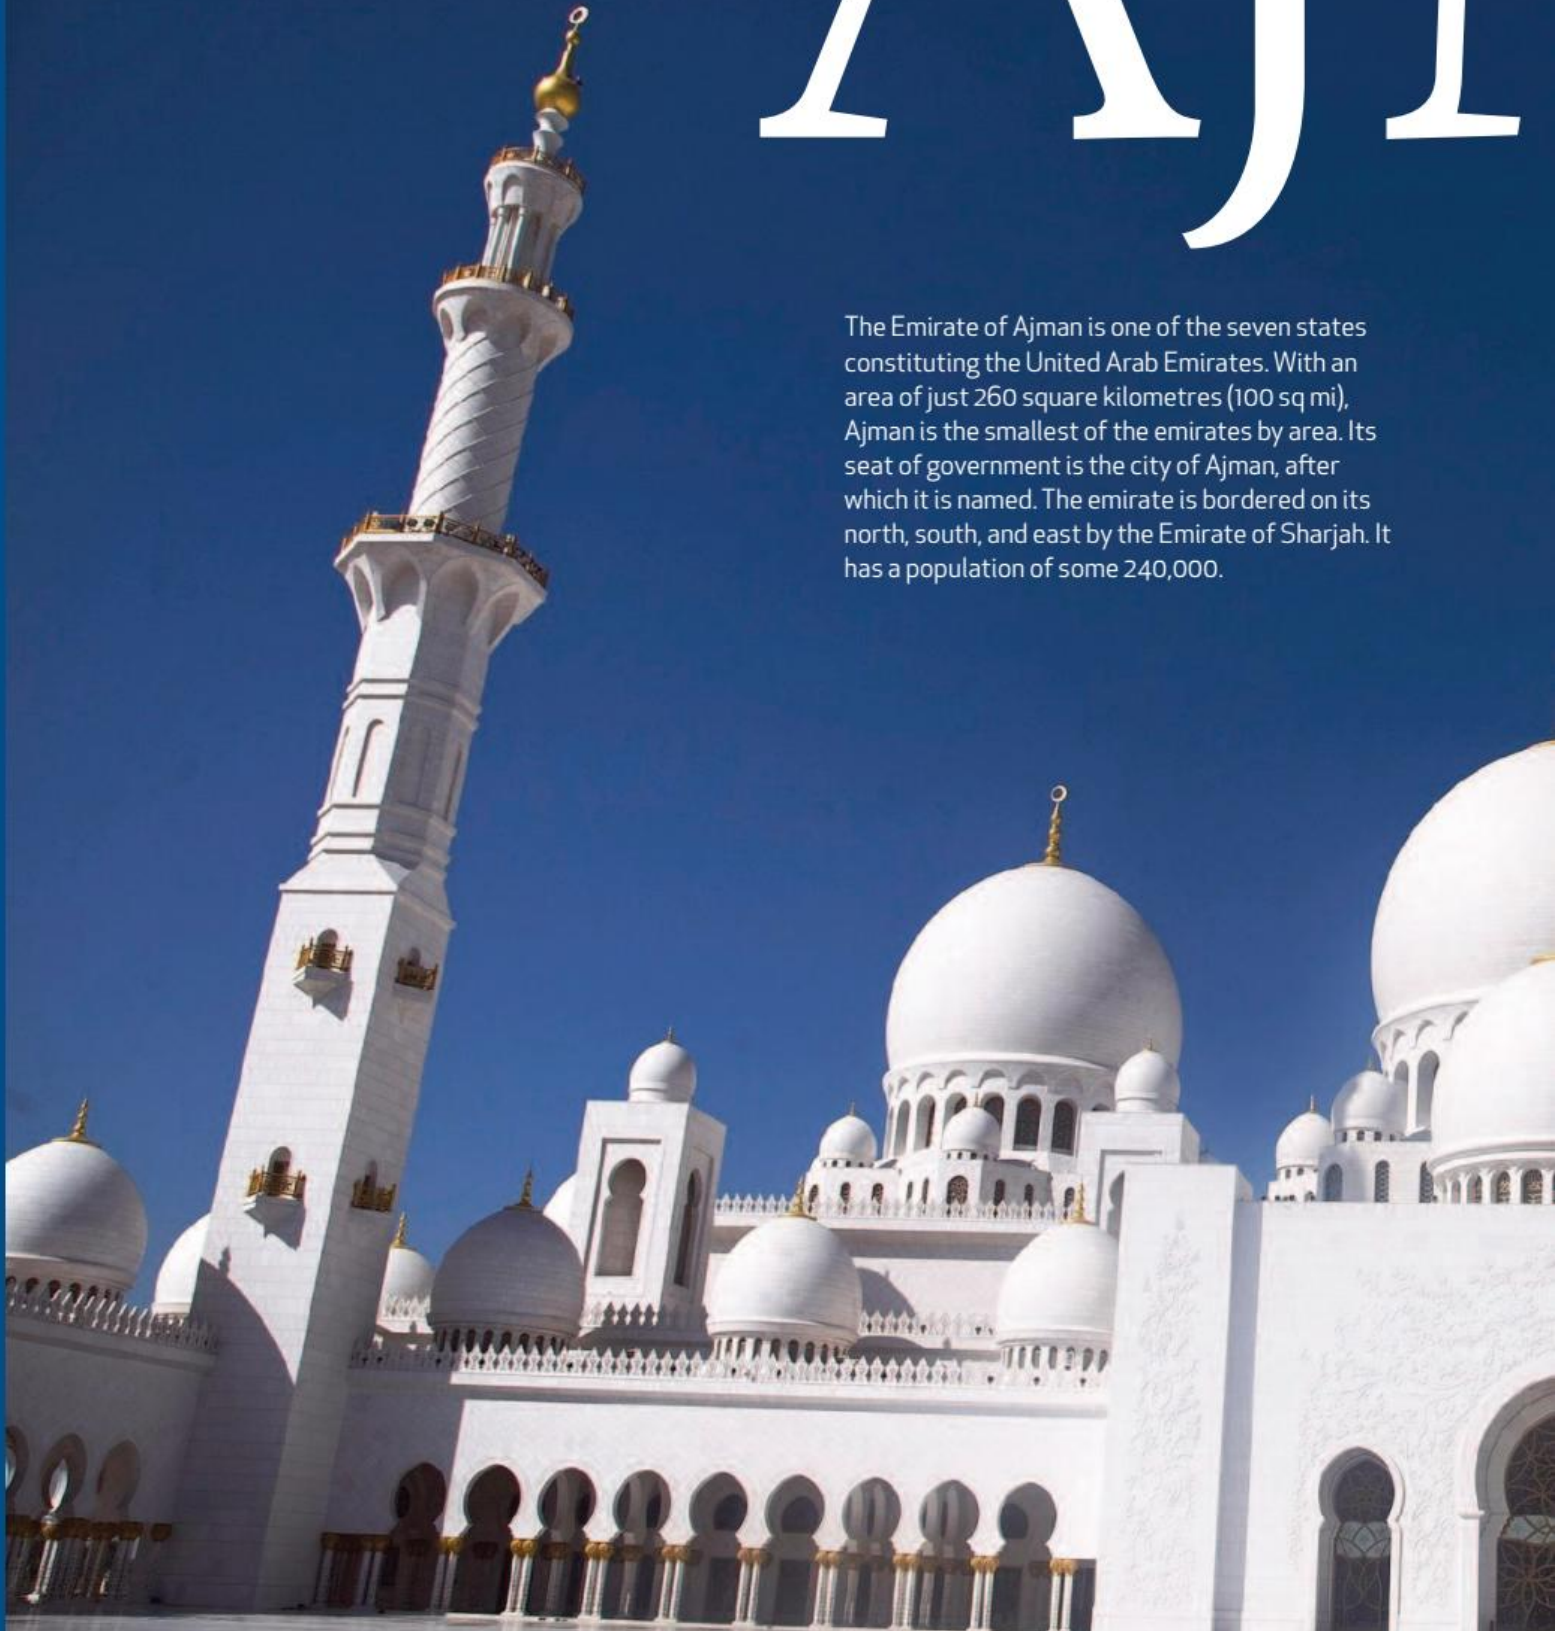 Aj
The Emirate of Ajman is one of the seven states
constituting the United Arab Emirates. With an
area of just 260 square kilometres (100 sq mi),
Ajman is the smallest of the emirates by area. Its
seat of government is the city of Ajman, after
which it is named. The emirate is bordered on its
north, south, and east by the Emirate of Sharjah. It
has a population of some 240,000.